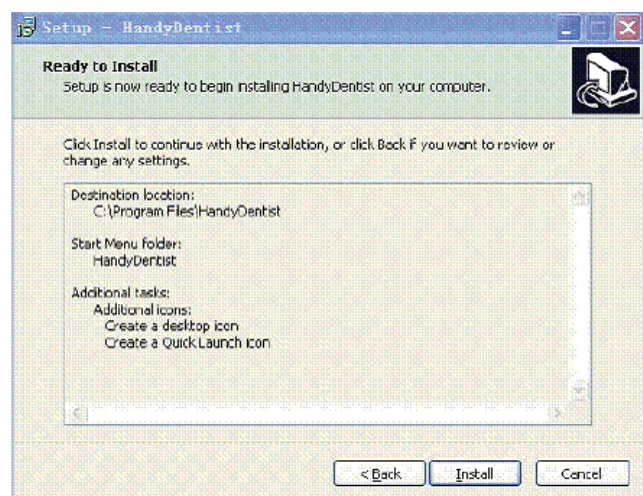 Setup - HandyDentist
Ready to Install
Setup is now ready to begin installing HandyDentist on your computer.
Click Install to continue with the installation, or click Back if you want to review or
change any settings.
Destination location:
C:\Program Files\HandyDentist
Start Menu folder:
HandyDentist
Additional tasks:
Additional icons:
Create a desktop icon
Create a Quick Launch icon
< Back Install Cancel